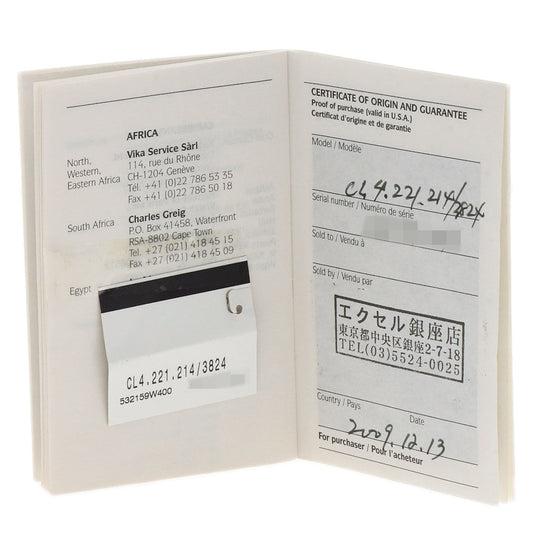 AFRICA
North,
Western,
Eastern Africa
Vika Service Sàrl
114, rue du Rhône
CH-1204 Genève
Tel. +41 (0)22 786 53 35
Fax +41 (0)22 786 50 18
South Africa
Charles Greig
P.O. Box 41458, Waterfront
RSA-8802 Cape Town
Tel. +27 (021) 418 45 15
Fax +27 (021) 418 45 09
Egypt
CL4.221.214/3824
532159W400
CERTIFICATE OF ORIGIN AND GUARANTEE
Proof of purchase (valid in U.S.A.)
Certificat d'origine et de garantie
Model / Modèle
CL4.221.214/3824
Serial number / Numéro de série
Sold to / Vendu à
Sold by / Vendu par
エクセル銀座店
東京都中央区銀座2-7-18
TEL(03)5524-0025
Country / Pays
Date
2009.12.13
For purchaser / Pour l'acheteur